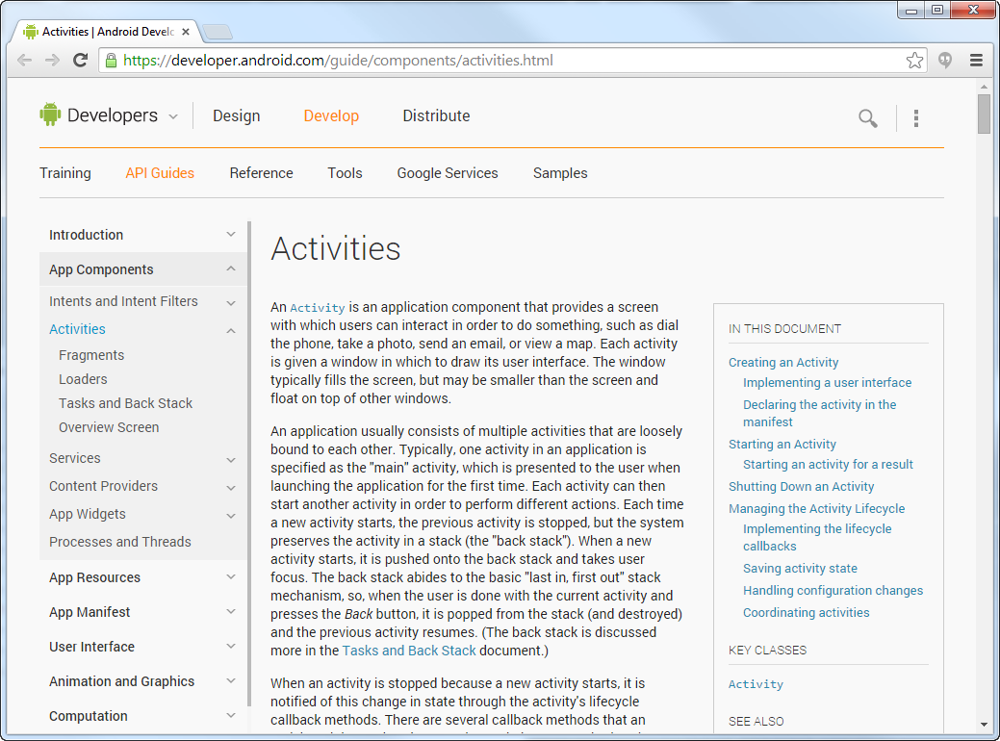 Activities | Android Develo
https://developer.android.com/guide/components/activities.html
Developers
Design
Develop
Distribute
Training
API Guides
Reference
Tools
Google Services
Samples
Introduction
App Components
Intents and Intent Filters
Activities
Fragments
Loaders
Tasks and Back Stack
Overview Screen
Services
Content Providers
App Widgets
Processes and Threads
App Resources
App Manifest
User Interface
Animation and Graphics
Computation
Activities
An Activity is an application component that provides a screen
with which users can interact in order to do something, such as dial
the phone, take a photo, send an email, or view a map. Each activity
is given a window in which to draw its user interface. The window
typically fills the screen, but may be smaller than the screen and
float on top of other windows.
An application usually consists of multiple activities that are loosely
bound to each other. Typically, one activity in an application is
specified as the "main" activity, which is presented to the user when
launching the application for the first time. Each activity can then
start another activity in order to perform different actions. Each time
a new activity starts, the previous activity is stopped, but the system
preserves the activity in a stack (the "back stack"). When a new
activity starts, it is pushed onto the back stack and takes user
focus. The back stack abides to the basic "last in, first out" stack
mechanism, so, when the user is done with the current activity and
presses the Back button, it is popped from the stack (and destroyed)
and the previous activity resumes. (The back stack is discussed
more in the Tasks and Back Stack document.)
When an activity is stopped because a new activity starts, it is
notified of this change in state through the activity's lifecycle
callback methods. There are several callback methods that an
IN THIS DOCUMENT
Creating an Activity
Implementing a user interface
Declaring the activity in the
manifest
Starting an Activity
Starting an activity for a result
Shutting Down an Activity
Managing the Activity Lifecycle
Implementing the lifecycle
callbacks
Saving activity state
Handling configuration changes
Coordinating activities
KEY CLASSES
Activity
SEE ALSO